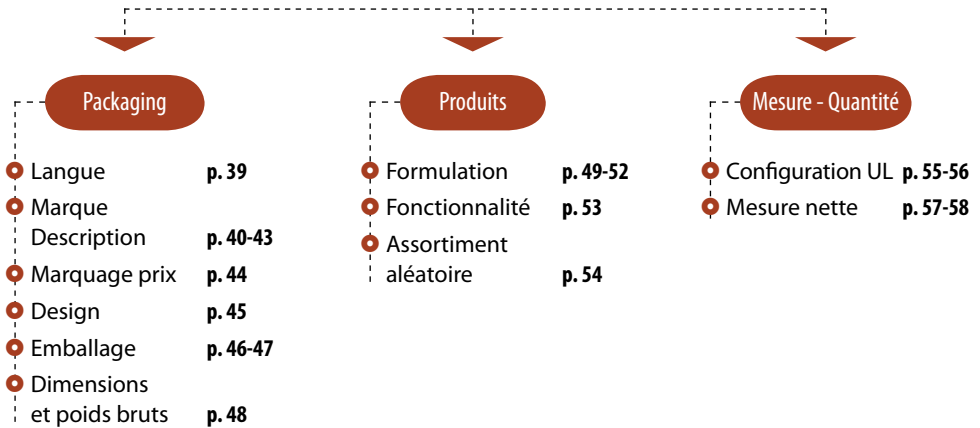 Packaging
Langue p. 39
Marque
Description p. 40-43
Marquage prix p. 44
Design p. 45
Emballage p. 46-47
Dimensions
et poids bruts p. 48
Produits
Formulation p. 49-52
Fonctionnalité p. 53
Assortiment
aléatoire p. 54
Mesure - Quantité
Configuration UL p. 55-56
Mesure nette p. 57-58